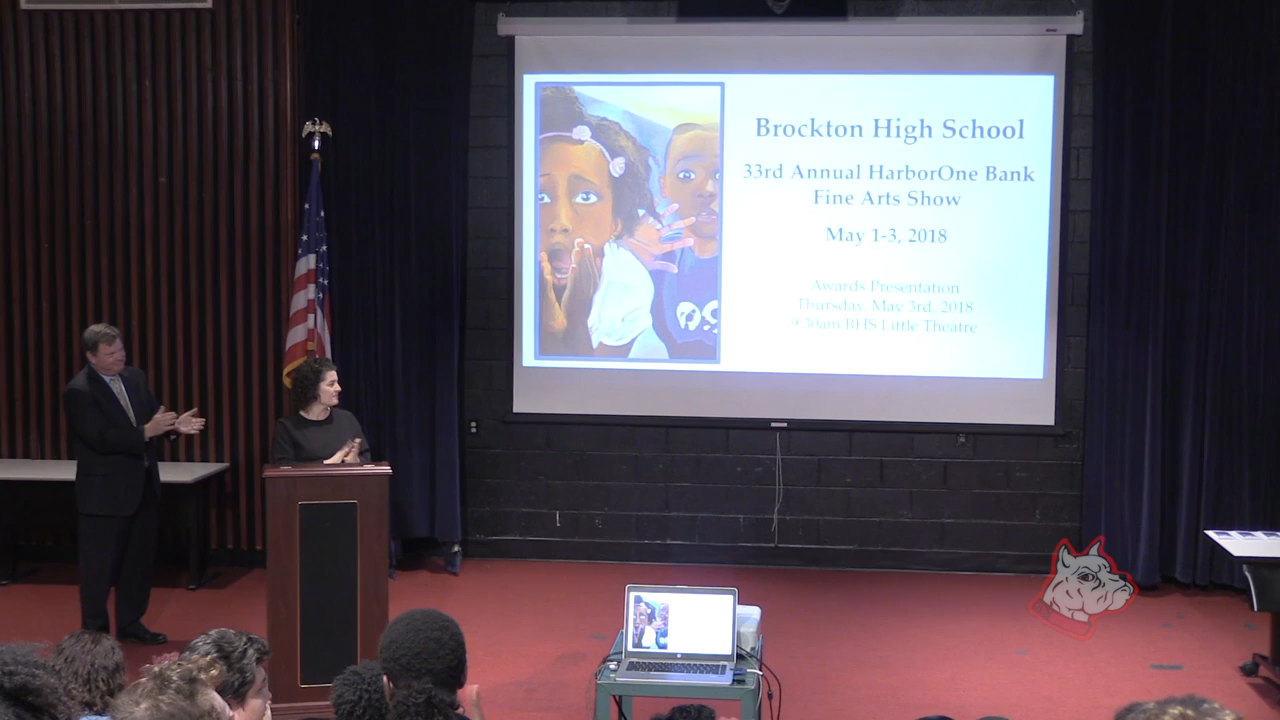 Brockton High School
33rd Annual HarborOne Bank
Fine Arts Show
May 1-3, 2018
Awards Presentation
Thursday, May 3rd, 2018
9:30am BHS Little Theatre